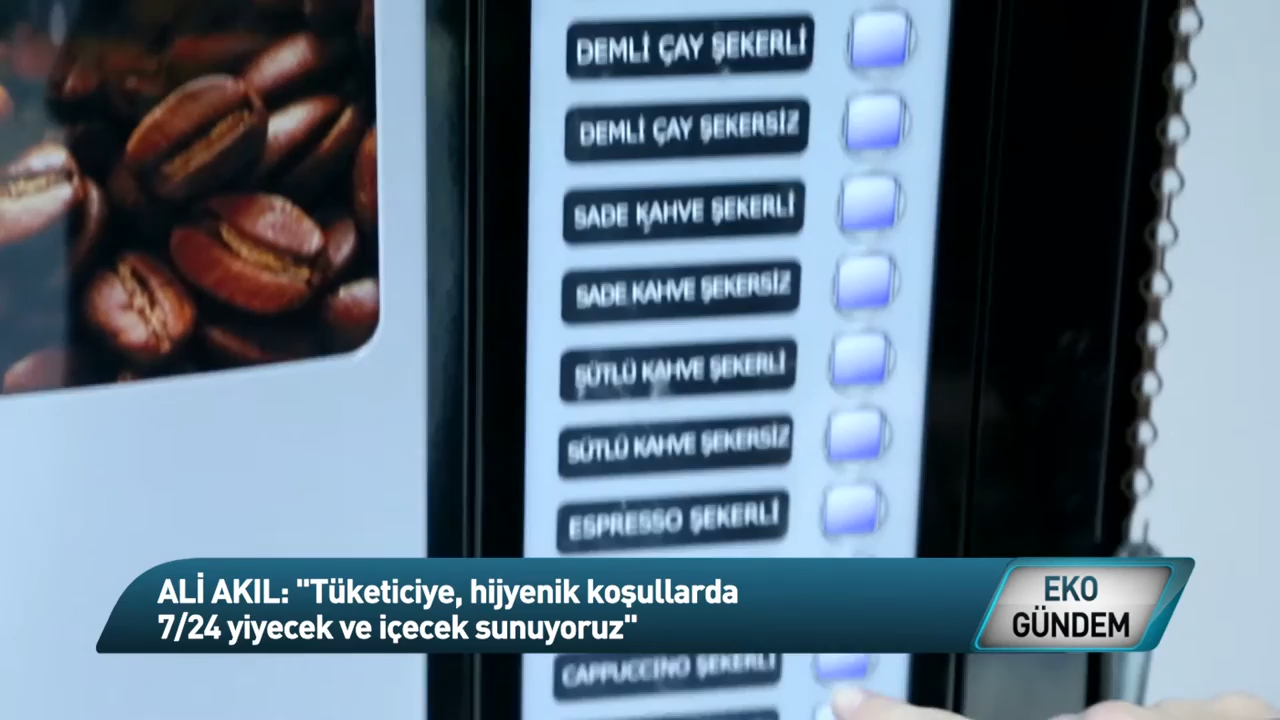 DEMLİ ÇAY ŞEKERLİ
DEMLİ ÇAY ŞEKERSİZ
SADE KAHVE ŞEKERLİ
SADE KAHVE ŞEKERSİZ
SÜTLÜ KAHVE ŞEKERLİ
SÜTLÜ KAHVE ŞEKERSİZ
ESPRESSO ŞEKERLİ
ALİ AKIL: "Tüketiciye, hijyenik koşullarda
7/24 yiyecek ve içecek sunuyoruz"
EKO
GÜNDEM
CAPPUCCINO ŞEKERLİ